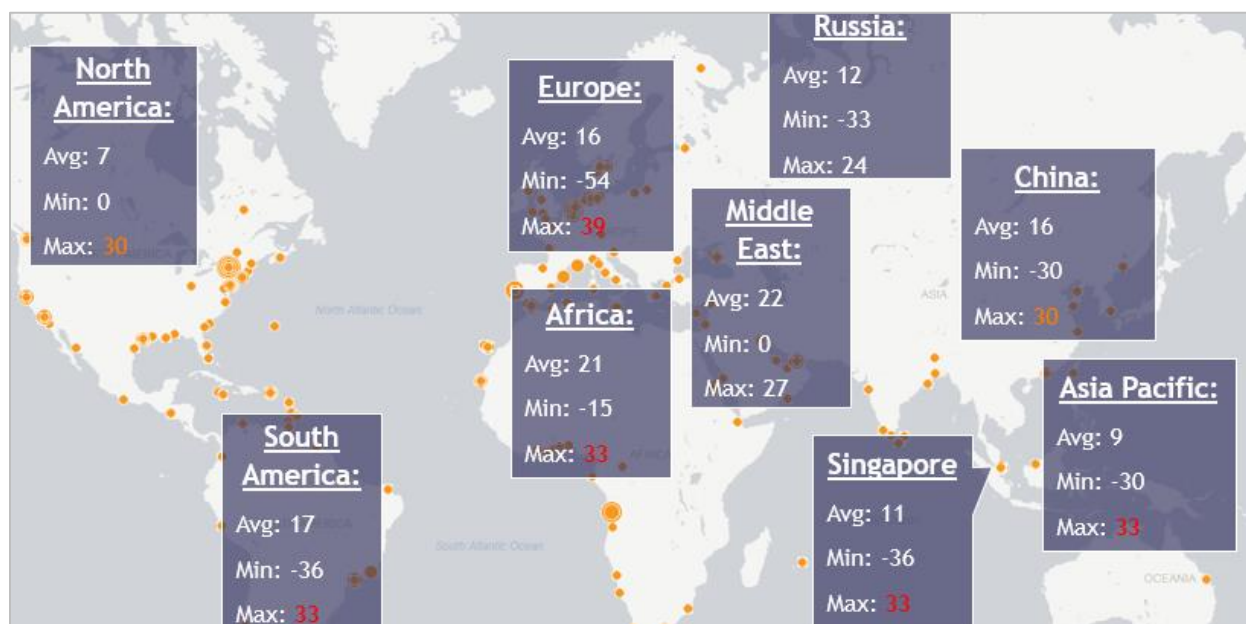 North
America:
Avg: 7
Min: 0
Max: 30
Europe:
Avg: 16
Min: -54
Max: 39
Russia:
Avg: 12
Min: -33
Max: 24
China:
Avg: 16
Min: -30
Max: 30
Middle
East:
Avg: 22
Min: 0
Max: 27
Africa:
Avg: 21
Min: -15
Max: 33
Asia Pacific:
Avg: 9
Min: -30
Max: 33
South
America:
Avg: 17
Min: -36
Max: 33
Singapore
Avg: 11
Min: -36
Max: 33
North Atlantic Ocean
South Atlantic Ocean
ASIA
AFRICA
OCEANIA